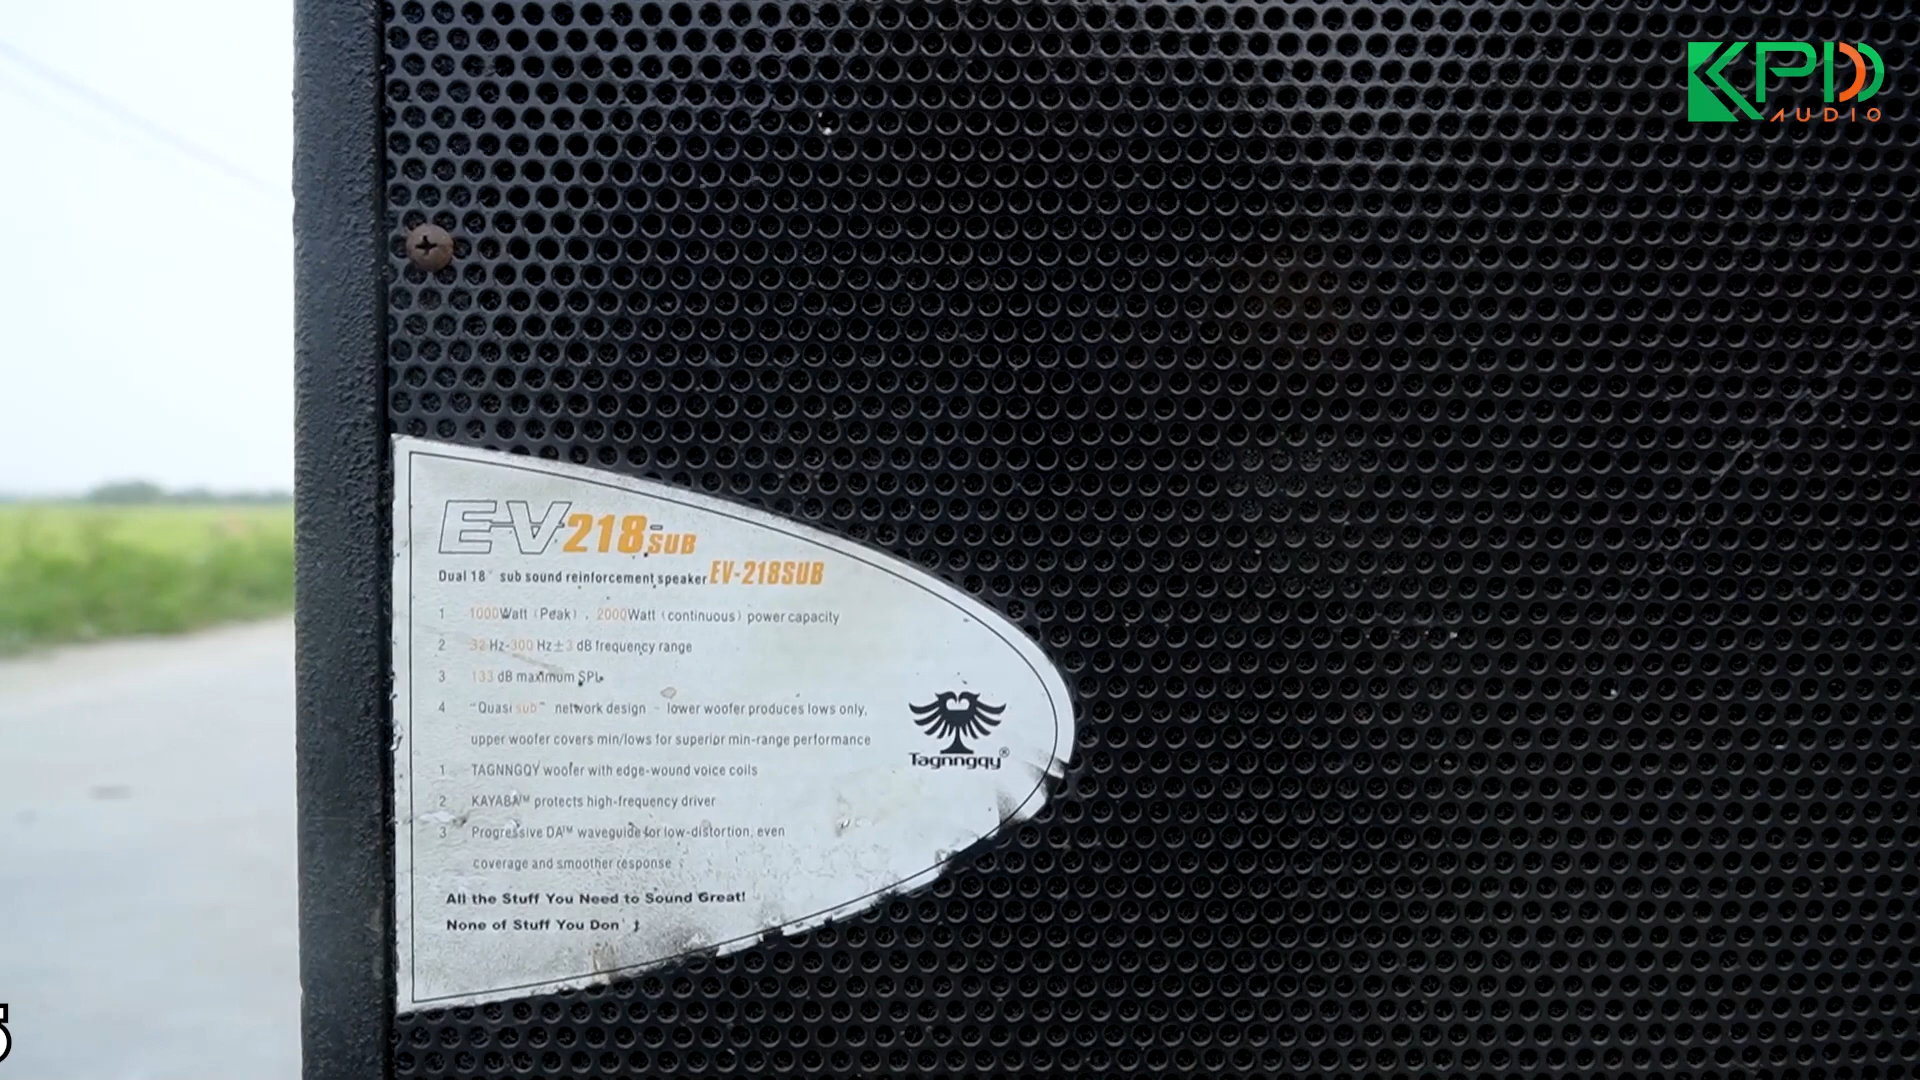 KPD
AUDIO
EV218-SUB
Dual 18" sub sound reinforcement speaker EV-218SUB
1 1000Watt (Peak) , 2000Watt (continuous) power capacity
2 32 Hz-300 Hz±3 dB frequency range
3 133 dB maximum SPL
4 "Quasi sub" network design - lower woofer produces lows only,
upper woofer covers min/lows for superior min-range performance
1 TAGNNGQY woofer with edge-wound voice coils
2 KAYABA™ protects high-frequency driver
3 Progressive DA™ waveguide for low-distortion, even
coverage and smoother response
All the Stuff You Need to Sound Great!
None of Stuff You Don't
Tagnngqy®